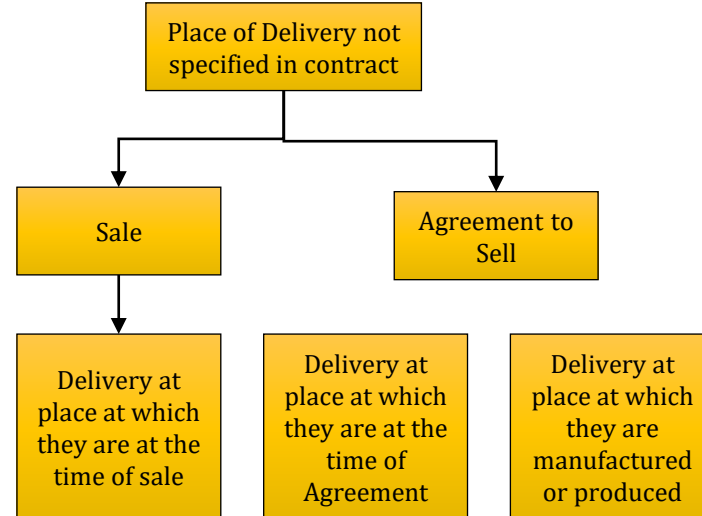 Place of Delivery not
specified in contract
Sale
Agreement to
Sell
Delivery at
place at which
they are at the
time of sale
Delivery at
place at which
they are at the
time of
Agreement
Delivery at
place at which
they are
manufactured
or produced